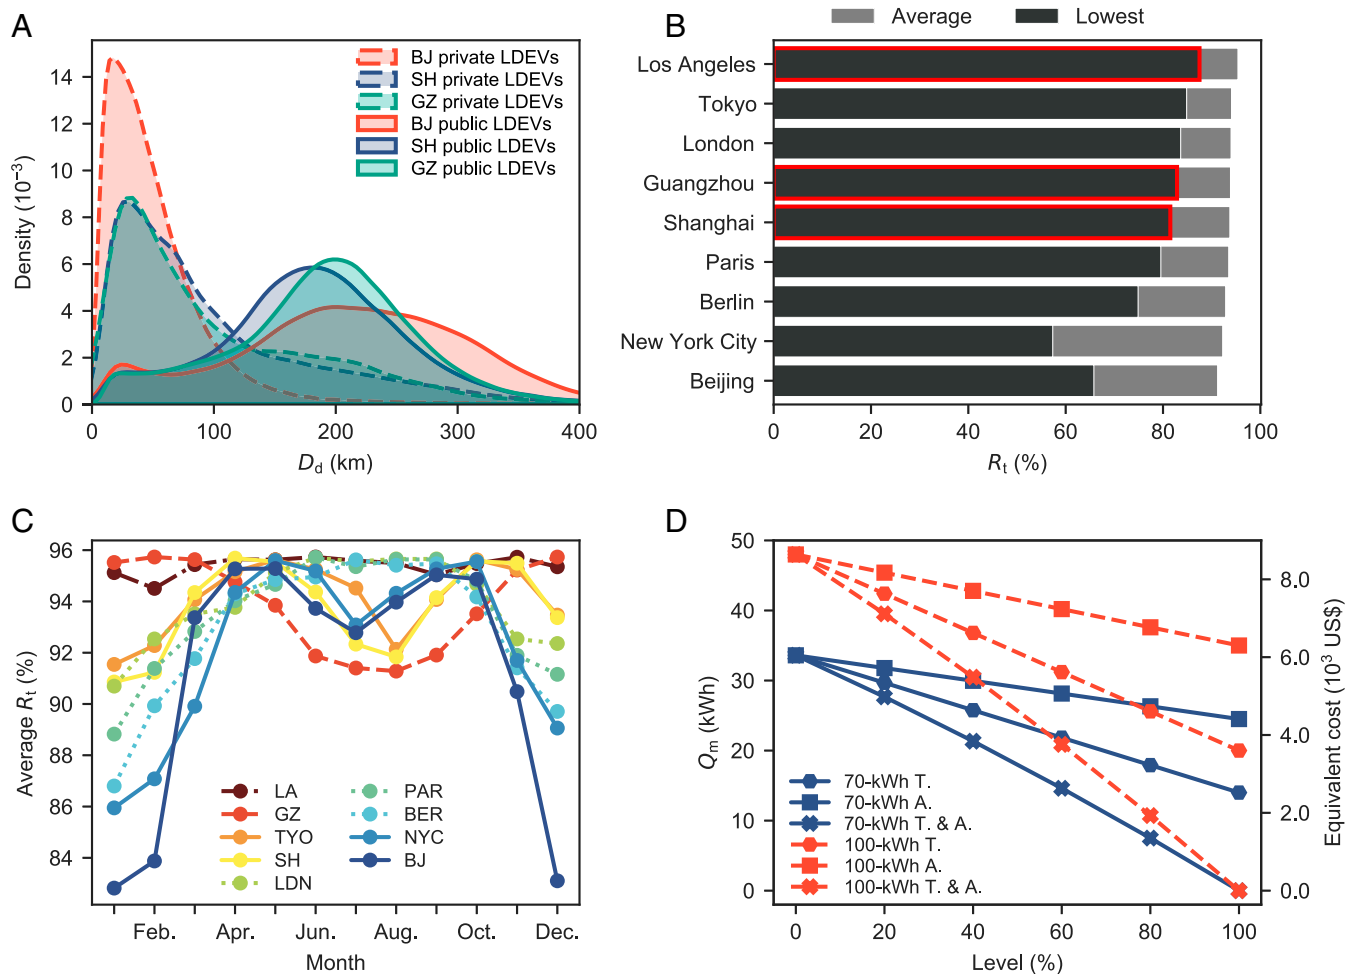 A
BJ private LDEVs
SH private LDEVs
GZ private LDEVs
BJ public LDEVs
SH public LDEVs
GZ public LDEVs
Density (10⁻³)
14
12
10
8
6
4
2
0
0 100 200 300 400
D_d (km)
B
Average Lowest
Los Angeles
Tokyo
London
Guangzhou
Shanghai
Paris
Berlin
New York City
Beijing
0 20 40 60 80 100
R_t (%)
C
Average R_t (%)
96
94
92
90
88
86
84
LA
GZ
TYO
SH
LDN
PAR
BER
NYC
BJ
Feb. Apr. Jun. Aug. Oct. Dec.
Month
D
Q_m (kWh)
50
40
30
20
10
0
70-kWh T.
70-kWh A.
70-kWh T. & A.
100-kWh T.
100-kWh A.
100-kWh T. & A.
8.0
6.0
4.0
2.0
0.0
Equivalent cost (10³ US$)
0 20 40 60 80 100
Level (%)